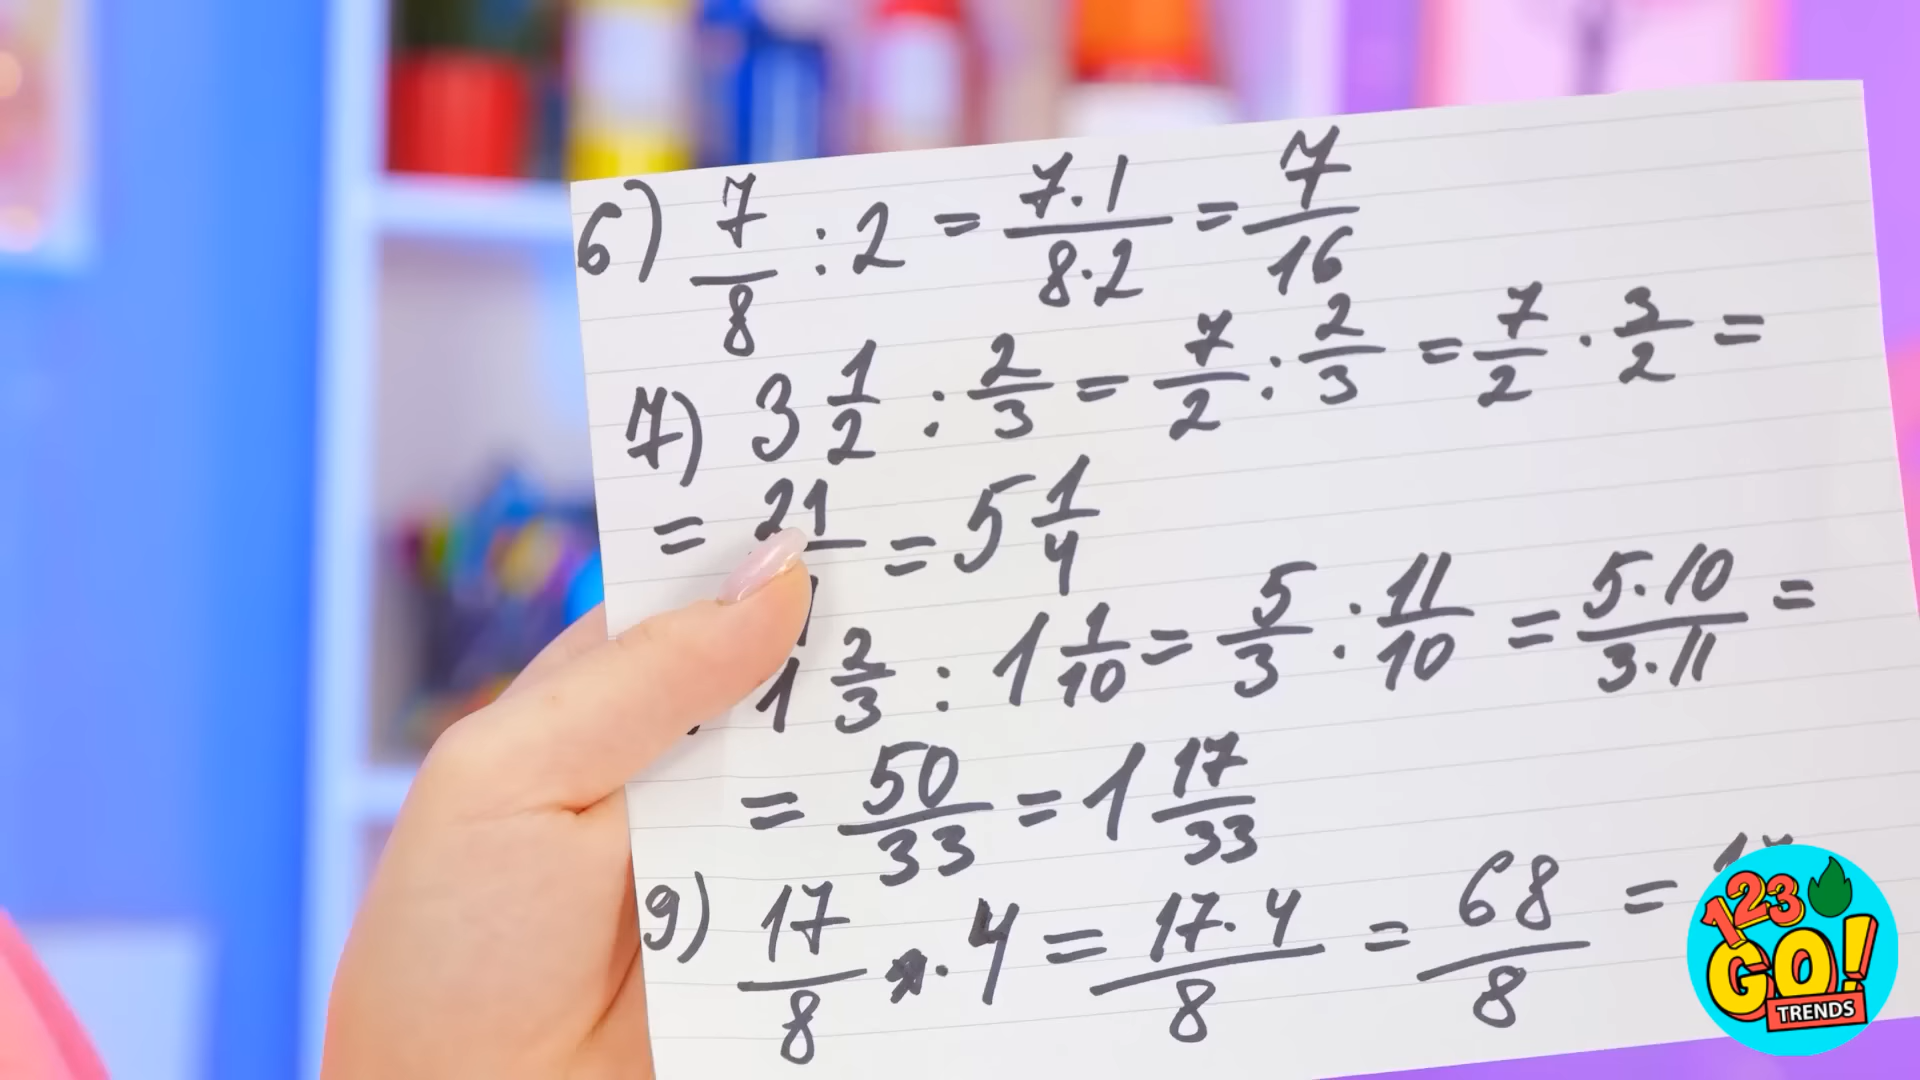 6) 7/8 : 2 = 7·1/8·2 = 7/16
7) 3 1/2 : 2/3 = 7/2 : 2/3 = 7/2 · 3/2 =
= 21/4 = 5 1/4
1 2/3 : 1 1/10 = 5/3 : 11/10 = 5·10/3·11 =
= 50/33 = 1 17/33
9) 17/8 · 4 = 17·4/8 = 68/8 =
123
GO!
TRENDS